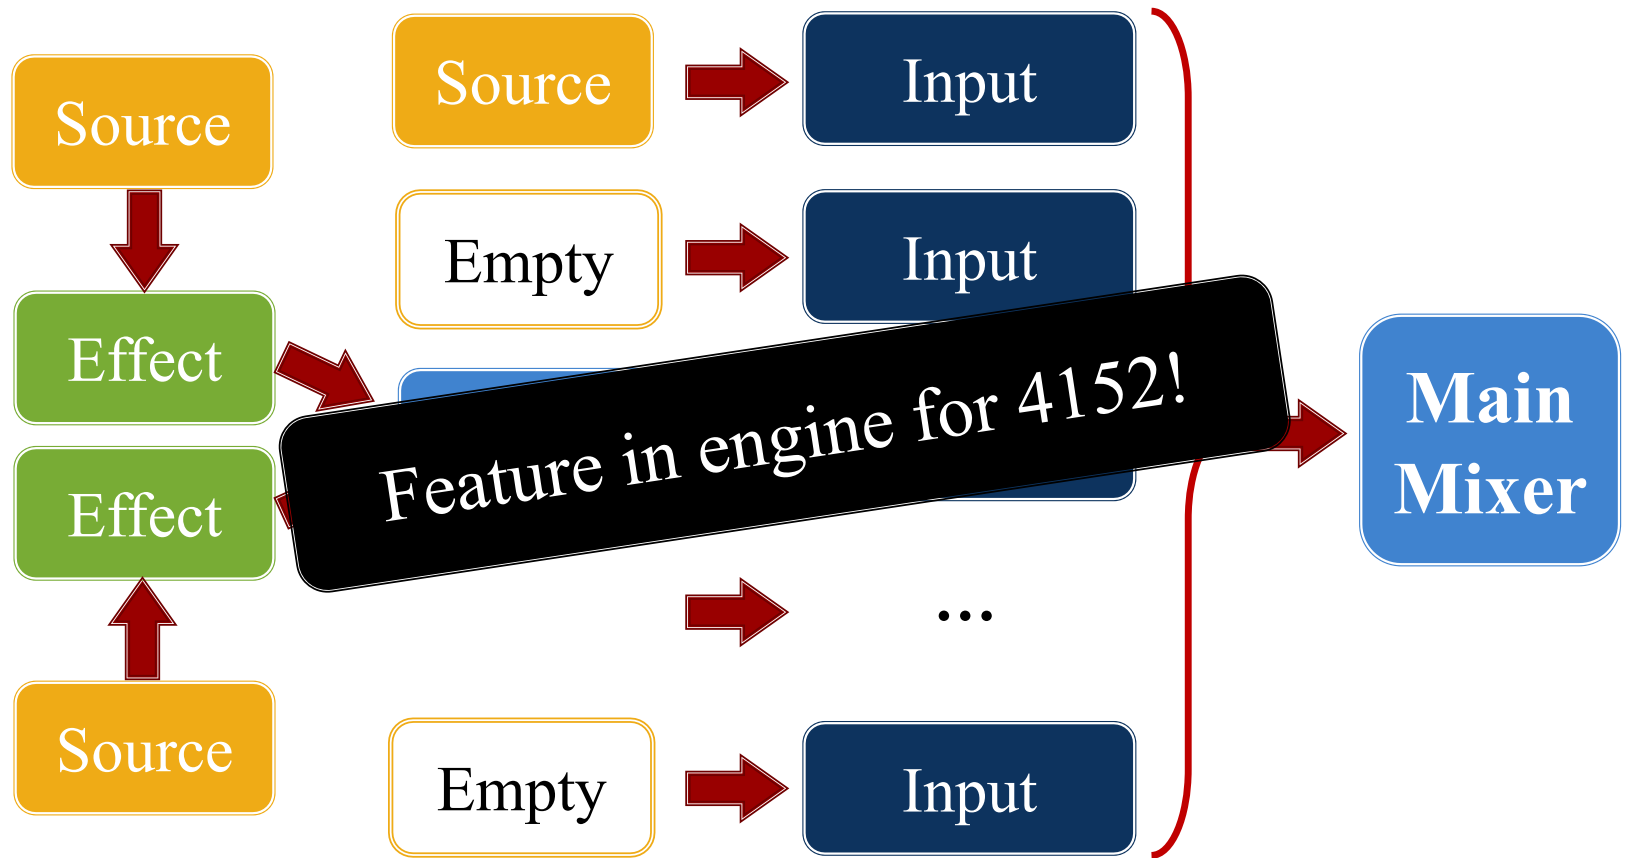 Source
Input
Source
Empty
Input
Effect
Feature in engine for 4152!
Main
Mixer
Effect
...
Source
Empty
Input